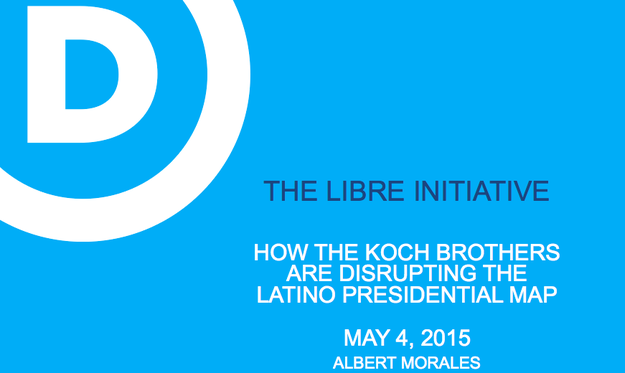 D
THE LIBRE INITIATIVE
HOW THE KOCH BROTHERS
ARE DISRUPTING THE
LATINO PRESIDENTIAL MAP
MAY 4, 2015
ALBERT MORALES